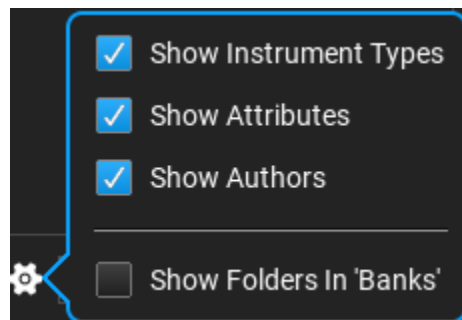 Show Instrument Types
Show Attributes
Show Authors
Show Folders In 'Banks'